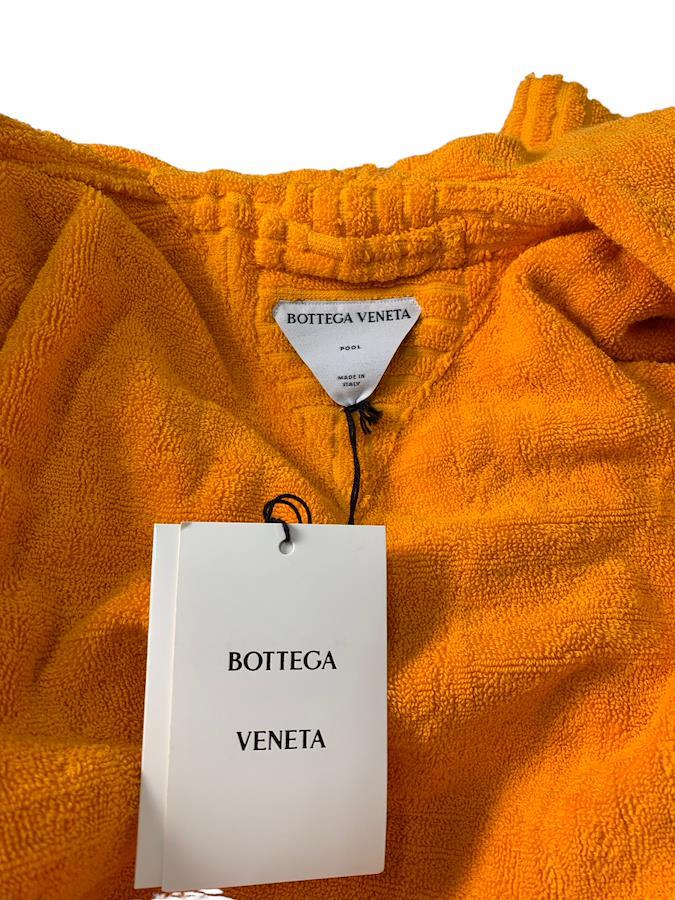 BOTTEGA VENETA
POOL
MADE IN
ITALY
BOTTEGA
VENETA